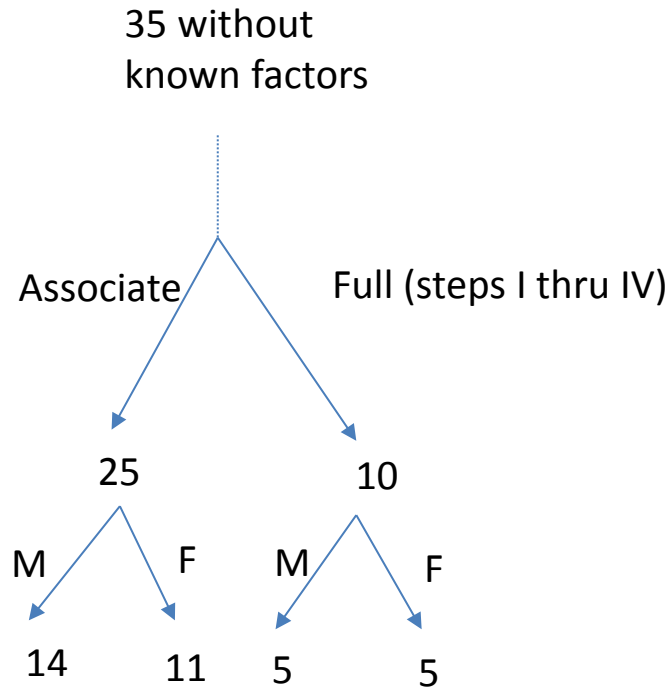 35 without
known factors
Associate
Full (steps I thru IV)
25
10
M
F
M
F
14
11
5
5